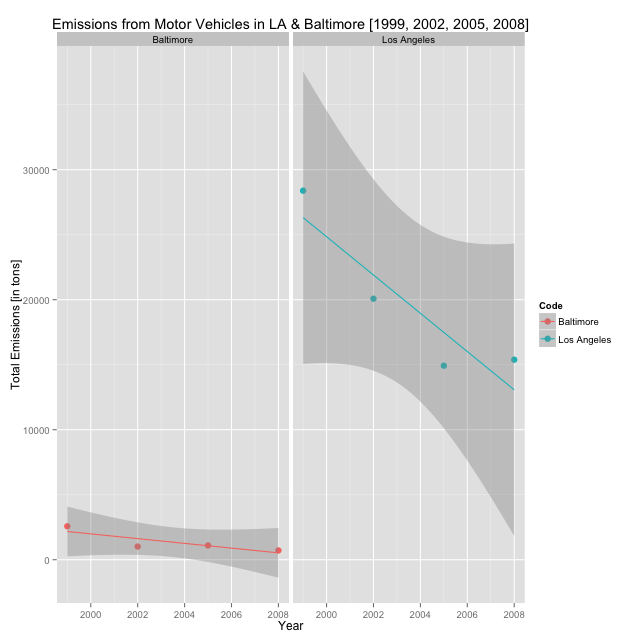 Emissions from Motor Vehicles in LA & Baltimore [1999, 2002, 2005, 2008]
Baltimore
Los Angeles
30000
20000
10000
0
Total Emissions [in tons]
2000 2002 2004 2006 2008
2000 2002 2004 2006 2008
Year
Code
Baltimore
Los Angeles